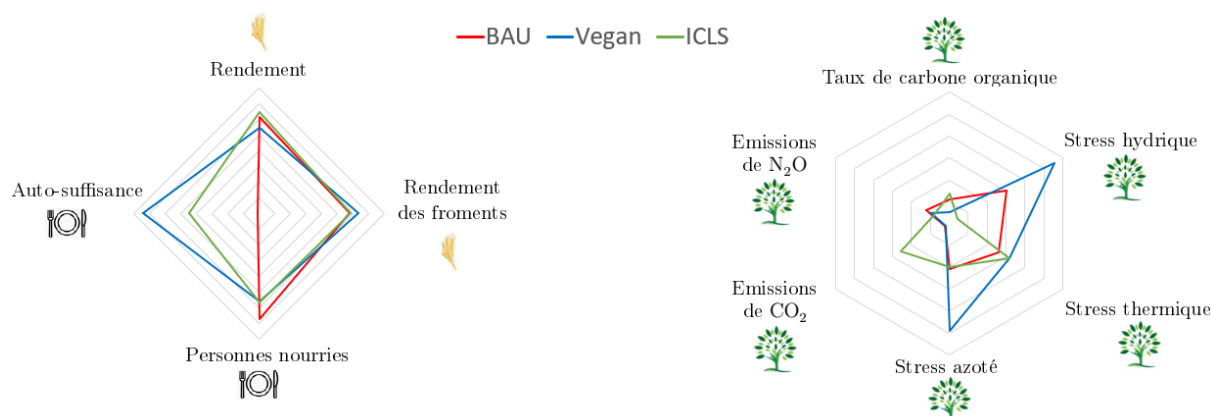 BAU
Vegan
ICLS
Rendement
Auto-suffisance
Rendement
des froments
Personnes nourries
Taux de carbone organique
Emissions
de N₂O
Stress hydrique
Emissions
de CO₂
Stress thermique
Stress azoté